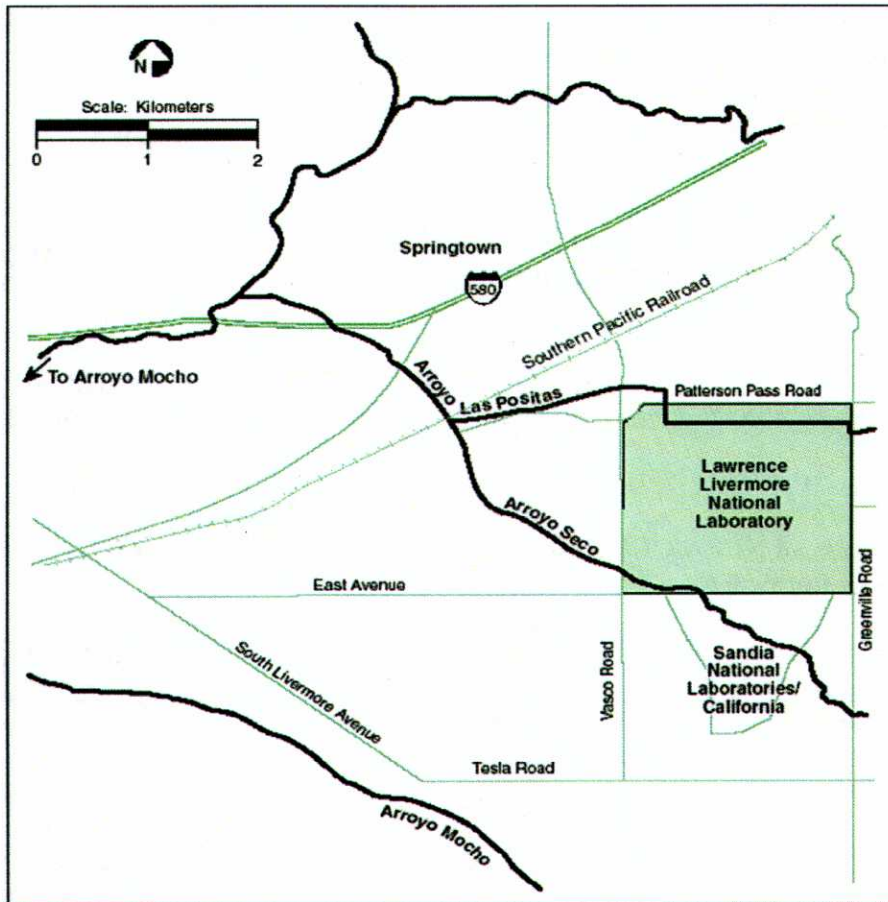 N
Scale: Kilometers
0 1 2
Springtown
580
Southern Pacific Railroad
To Arroyo Mocho
Arroyo
Las Positas
Patterson Pass Road
Lawrence
Livermore
National
Laboratory
Arroyo Seco
Greenville Road
East Avenue
South Livermore Avenue
Vasco Road
Sandia
National
Laboratories/
California
Tesla Road
Arroyo Mocho